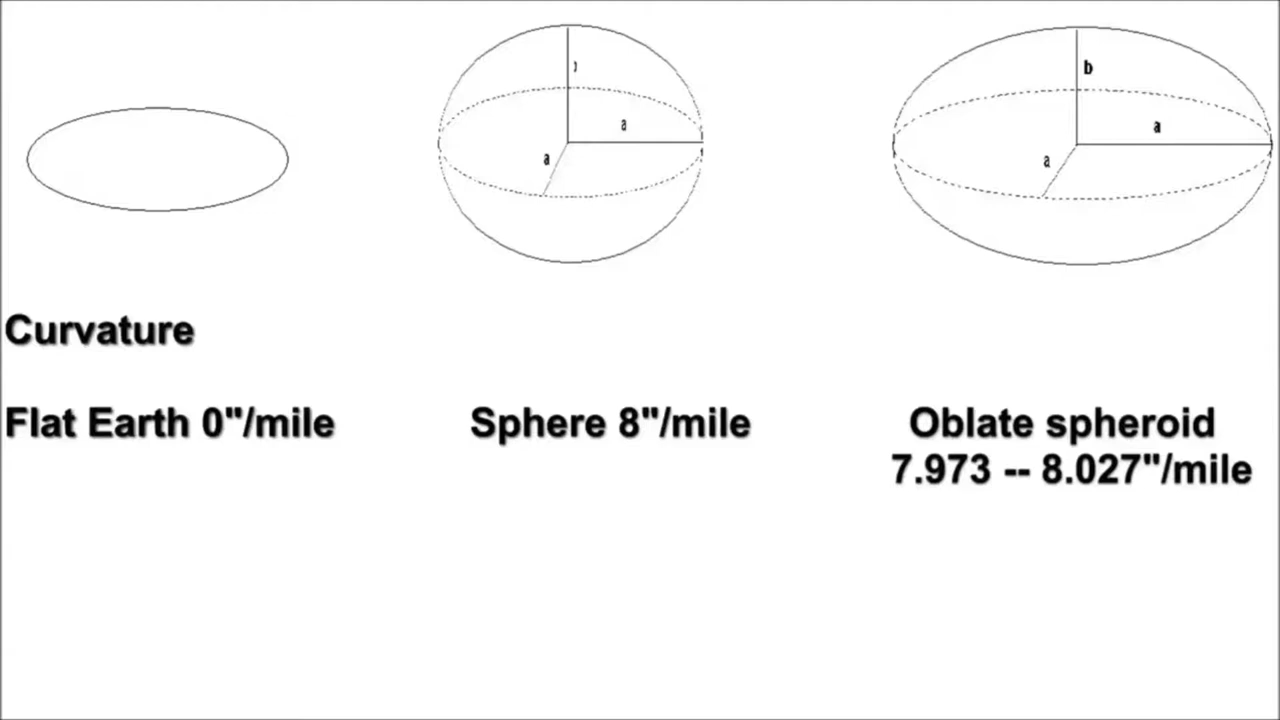 b
a
a
a
a
Curvature
Flat Earth 0"/mile
Sphere 8"/mile
Oblate spheroid
7.973 -- 8.027"/mile